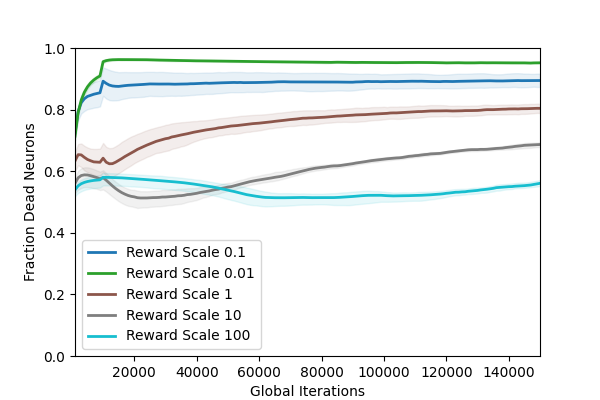 1.0
0.8
0.6
0.4
0.2
0.0
Fraction Dead Neurons
Reward Scale 0.1
Reward Scale 0.01
Reward Scale 1
Reward Scale 10
Reward Scale 100
20000 40000 60000 80000 100000 120000 140000
Global Iterations